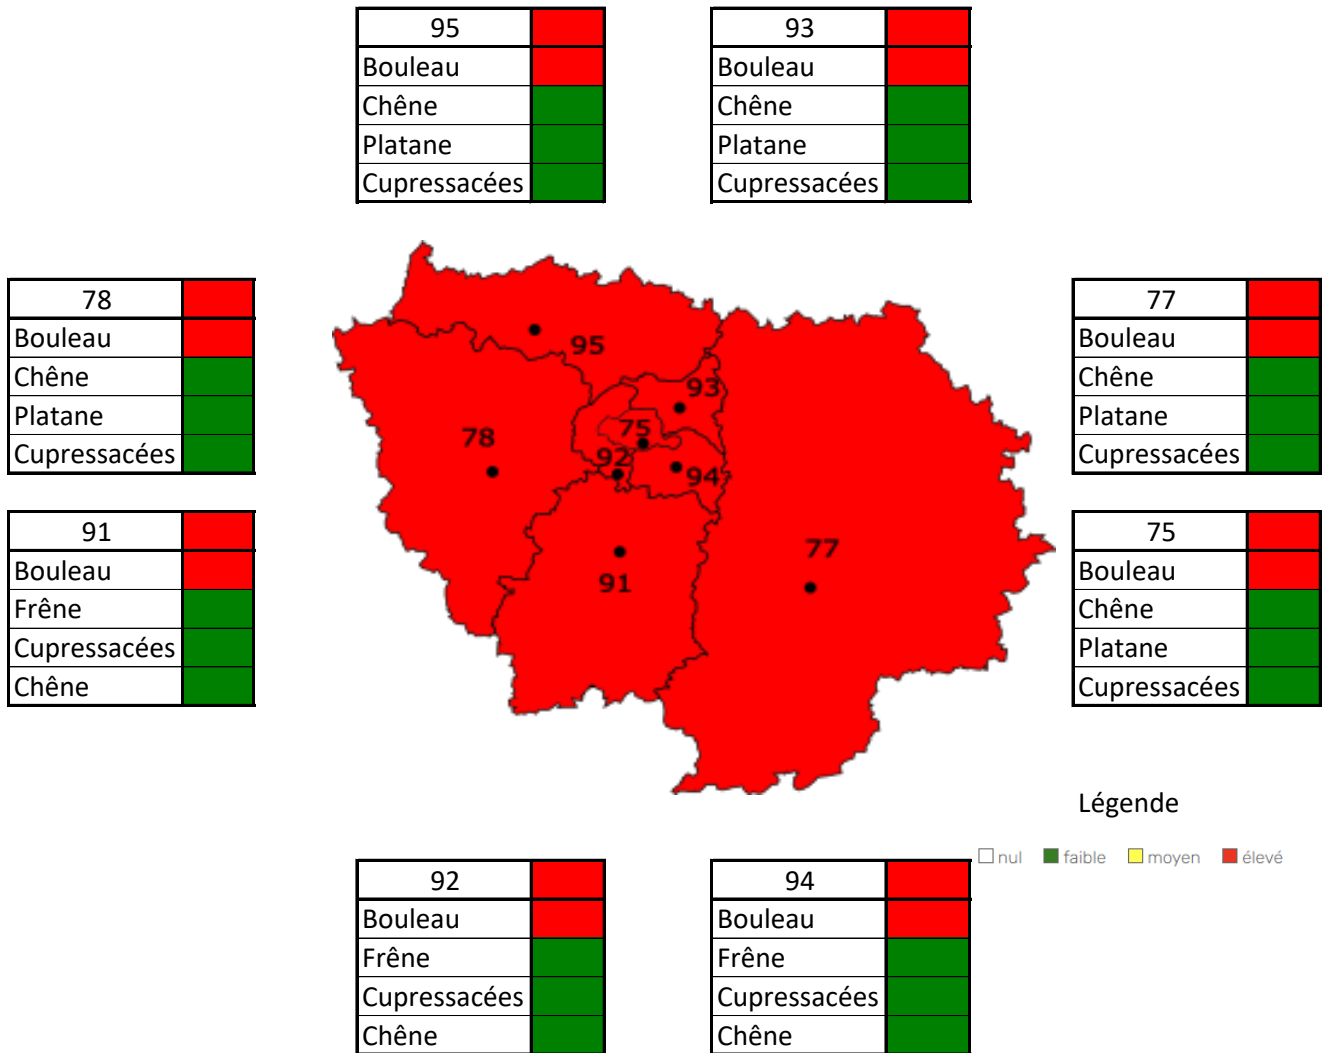 95
Bouleau
Chêne
Platane
Cupressacées
93
Bouleau
Chêne
Platane
Cupressacées
78
Bouleau
Chêne
Platane
Cupressacées
77
Bouleau
Chêne
Platane
Cupressacées
95
93
75
78
92
94
77
91
91
Bouleau
Frêne
Cupressacées
Chêne
75
Bouleau
Chêne
Platane
Cupressacées
Légende
nul faible moyen élevé
92
Bouleau
Frêne
Cupressacées
Chêne
94
Bouleau
Frêne
Cupressacées
Chêne